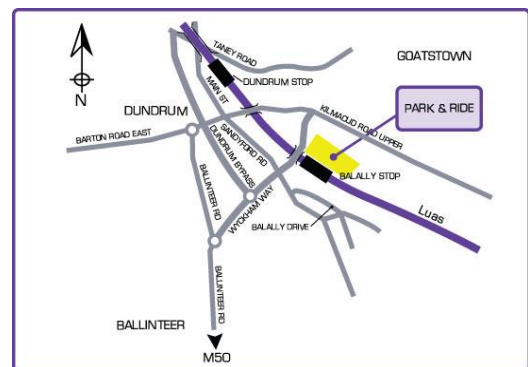 TANEY ROAD
GOATSTOWN
DUNDRUM STOP
MAIN ST
N
PARK & RIDE
DUNDRUM
KILMACUD ROAD UPPER
SANDYFORD RD
BARTON ROAD EAST
DUNDRUM BYPASS
BALALLY STOP
BALLINTEER RD
WYCKHAM WAY
Luas
BALALLY DRIVE
BALLINTEER RD
BALLINTEER
M50